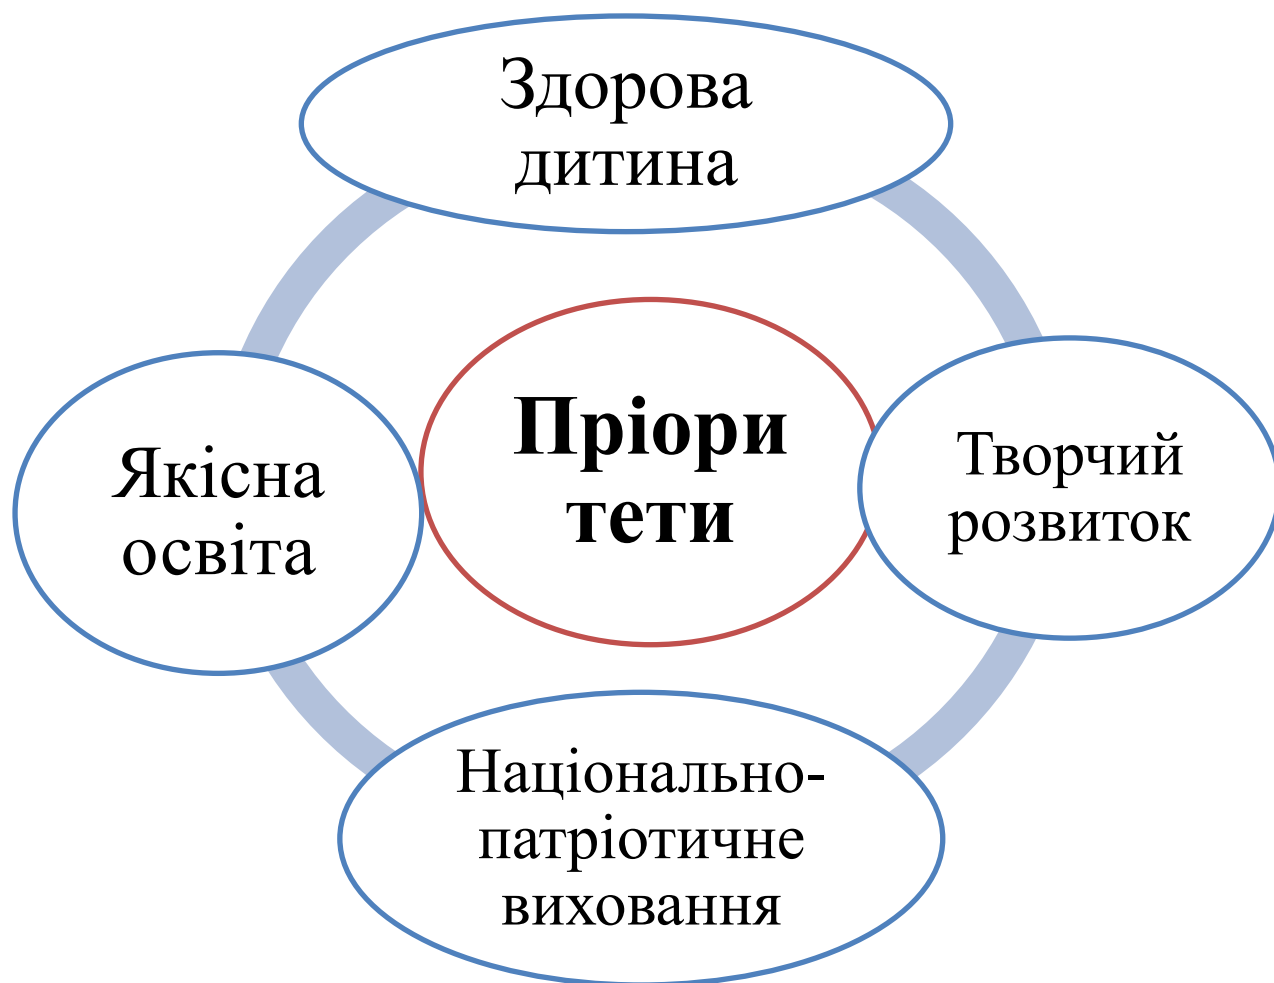 Здорова
дитина
Пріори
тети
Якісна
освіта
Творчий
розвиток
Національно-
патріотичне
виховання